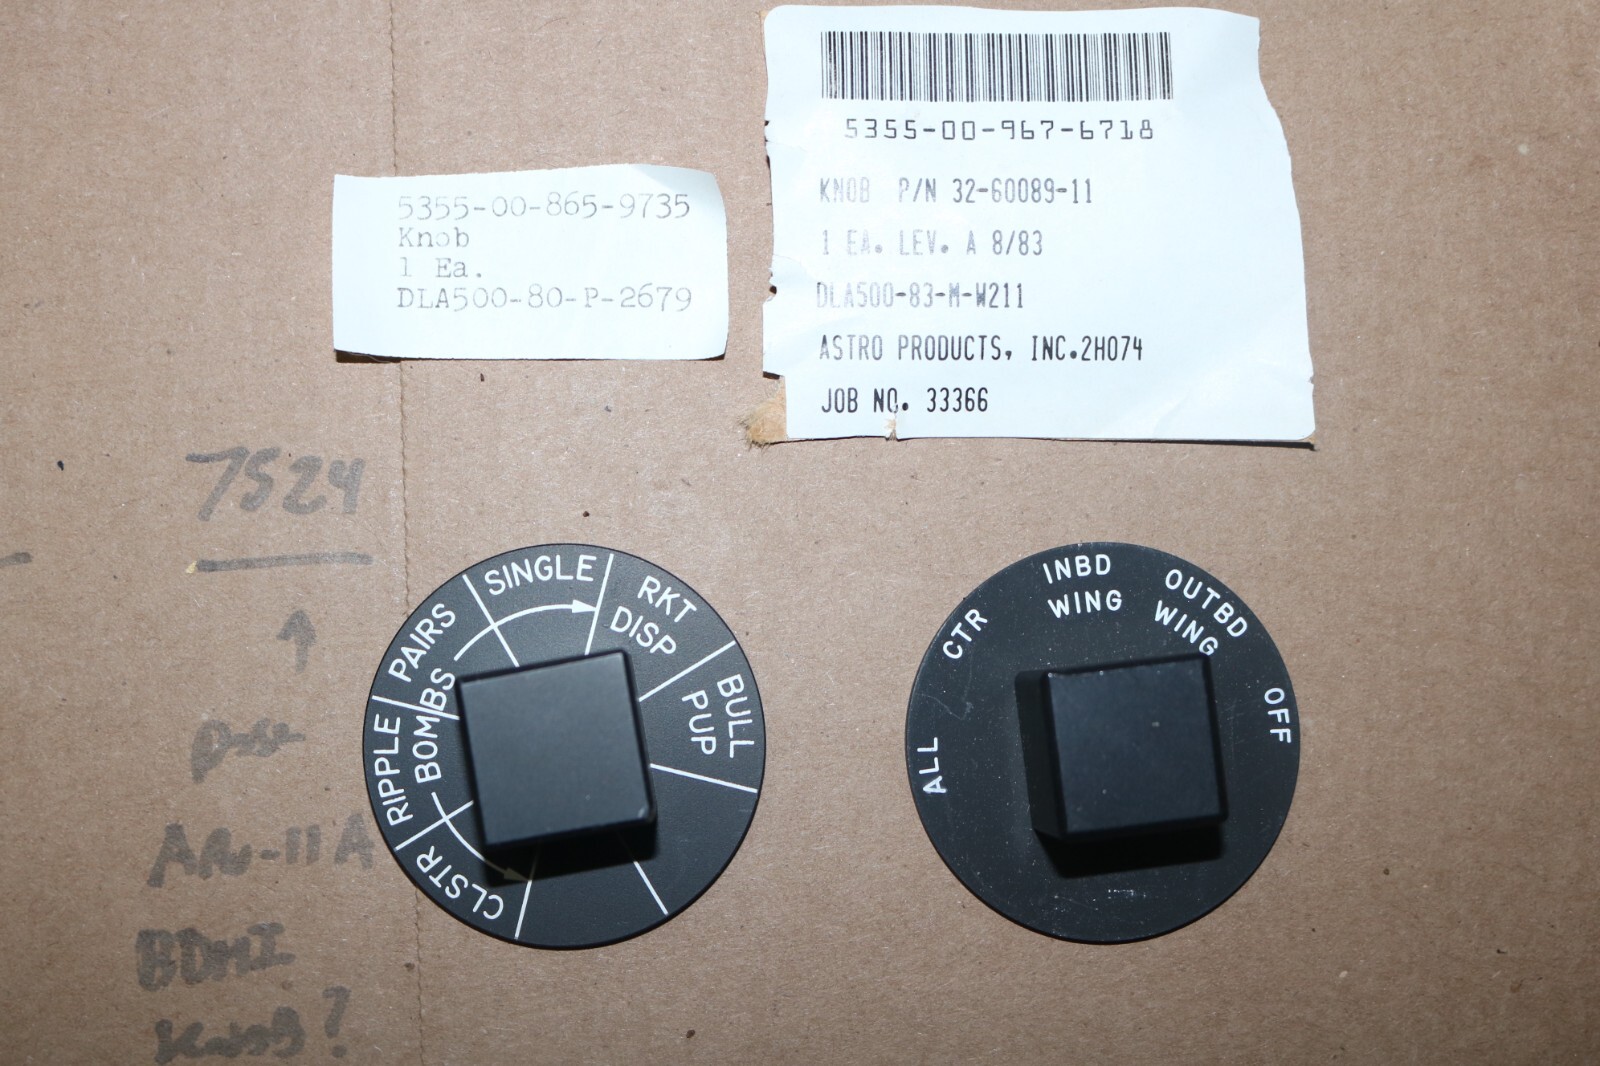 5355-00-865-9735
Knob
1 Ea.
DLA500-80-P-2679
5355-00-967-6718
KNOB P/N 32-60089-11
1 EA. LEV. A 8/83
DLA500-83-M-W211
ASTRO PRODUCTS, INC.2H074
JOB NO. 33366
7524
-11A
BDHI
?
CLSTR
RIPPLE
PAIRS
BOMBS
SINGLE
RKT
DISP
BULL
PUP
ALL
CTR
INBD
WING
OUTBD
WING
OFF